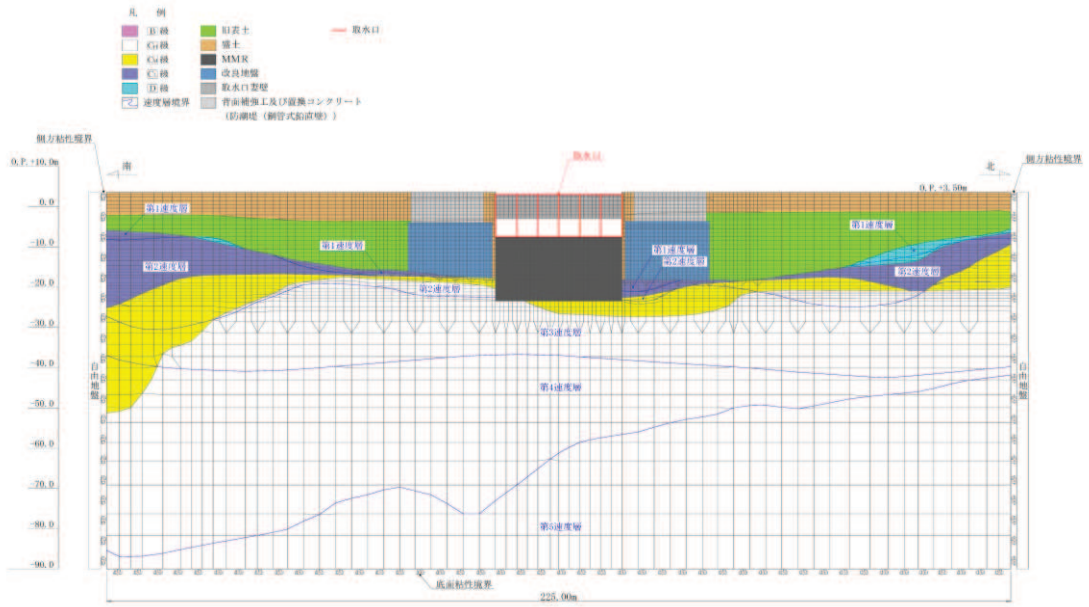 凡 例
B 級
旧表土
取水口
CH級
盛土
CM級
MMR
CL級
改良地盤
D 級
取水口翼壁
速度層境界
背面補強工及び置換コンクリート
(防潮堤(鋼管式鉛直壁))
側方粘性境界
取水口
側方粘性境界
O.P.+10.0m
南
北
O.P.+3.50m
0.0
第1速度層
第1速度層
-10.0
第1速度層
第1速度層
第2速度層
第2速度層
第2速度層
-20.0
第2速度層
-30.0
第3速度層
-40.0
自由地盤
自由地盤
第4速度層
-50.0
-60.0
-70.0
-80.0
第5速度層
-90.0
底面粘性境界
225.00m